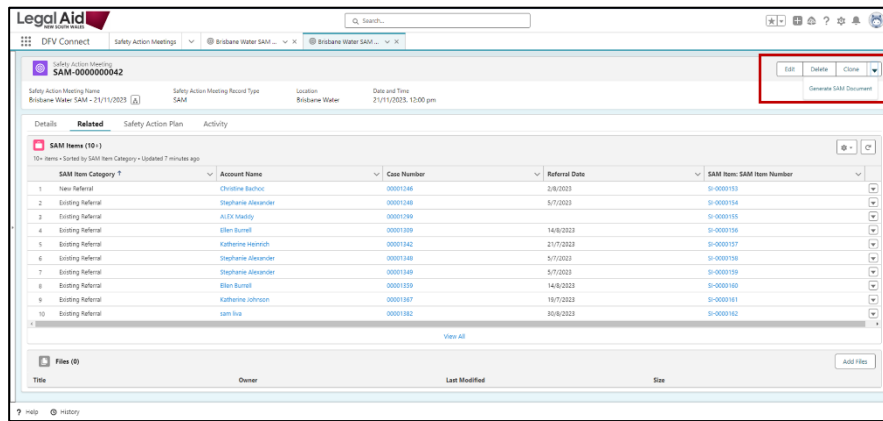 Legal Aid
NEW SOUTH WALES
Search...
DFV Connect
Safety Action Meetings
Brisbane Water SAM ...
Brisbane Water SAM ...
Safety Action Meeting
SAM-0000000042
Edit
Delete
Clone
Generate SAM Document
Safety Action Meeting Name
Safety Action Meeting Record Type
Location
Date and Time
Brisbane Water SAM - 21/11/2023
SAM
Brisbane Water
21/11/2023, 12:00 pm
Details
Related
Safety Action Plan
Activity
SAM Items (10+)
10+ items • Sorted by SAM Item Category • Updated 7 minutes ago
SAM Item Category ↑ Account Name Case Number Referral Date SAM Item: SAM Item Number
1 New Referral Christine Bachoc 00001246 2/8/2023 SI-0000153
2 Existing Referral Stephanie Alexander 00001248 5/7/2023 SI-0000154
3 Existing Referral ALEX Maddy 00001299 SI-0000155
4 Existing Referral Ellen Burrell 00001309 14/8/2023 SI-0000156
5 Existing Referral Katherine Heinrich 00001342 21/7/2023 SI-0000157
6 Existing Referral Stephanie Alexander 00001348 5/7/2023 SI-0000158
7 Existing Referral Stephanie Alexander 00001349 5/7/2023 SI-0000159
8 Existing Referral Ellen Burrell 00001359 14/8/2023 SI-0000160
9 Existing Referral Katherine Johnson 00001367 19/7/2023 SI-0000161
10 Existing Referral sam liva 00001382 30/8/2023 SI-0000162
View All
Files (0)
Add Files
Title Owner Last Modified Size
? Help
History